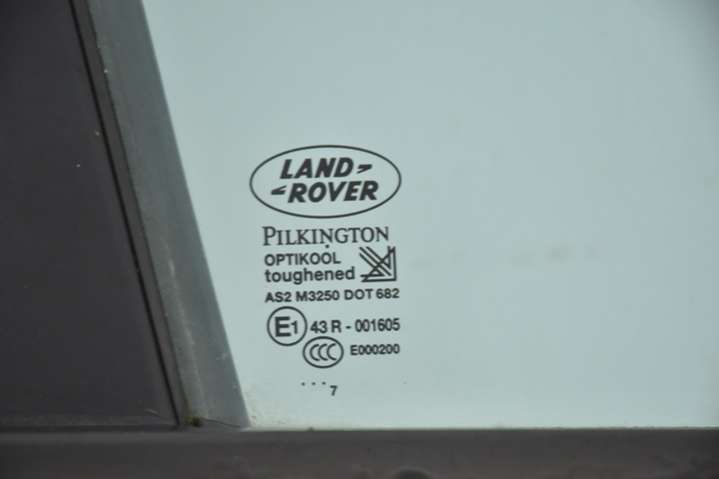 LAND
ROVER
PILKINGTON
OPTIKOOL
toughened
AS2 M3250 DOT 682
E1 43 R - 001605
CCC E000200
... 7